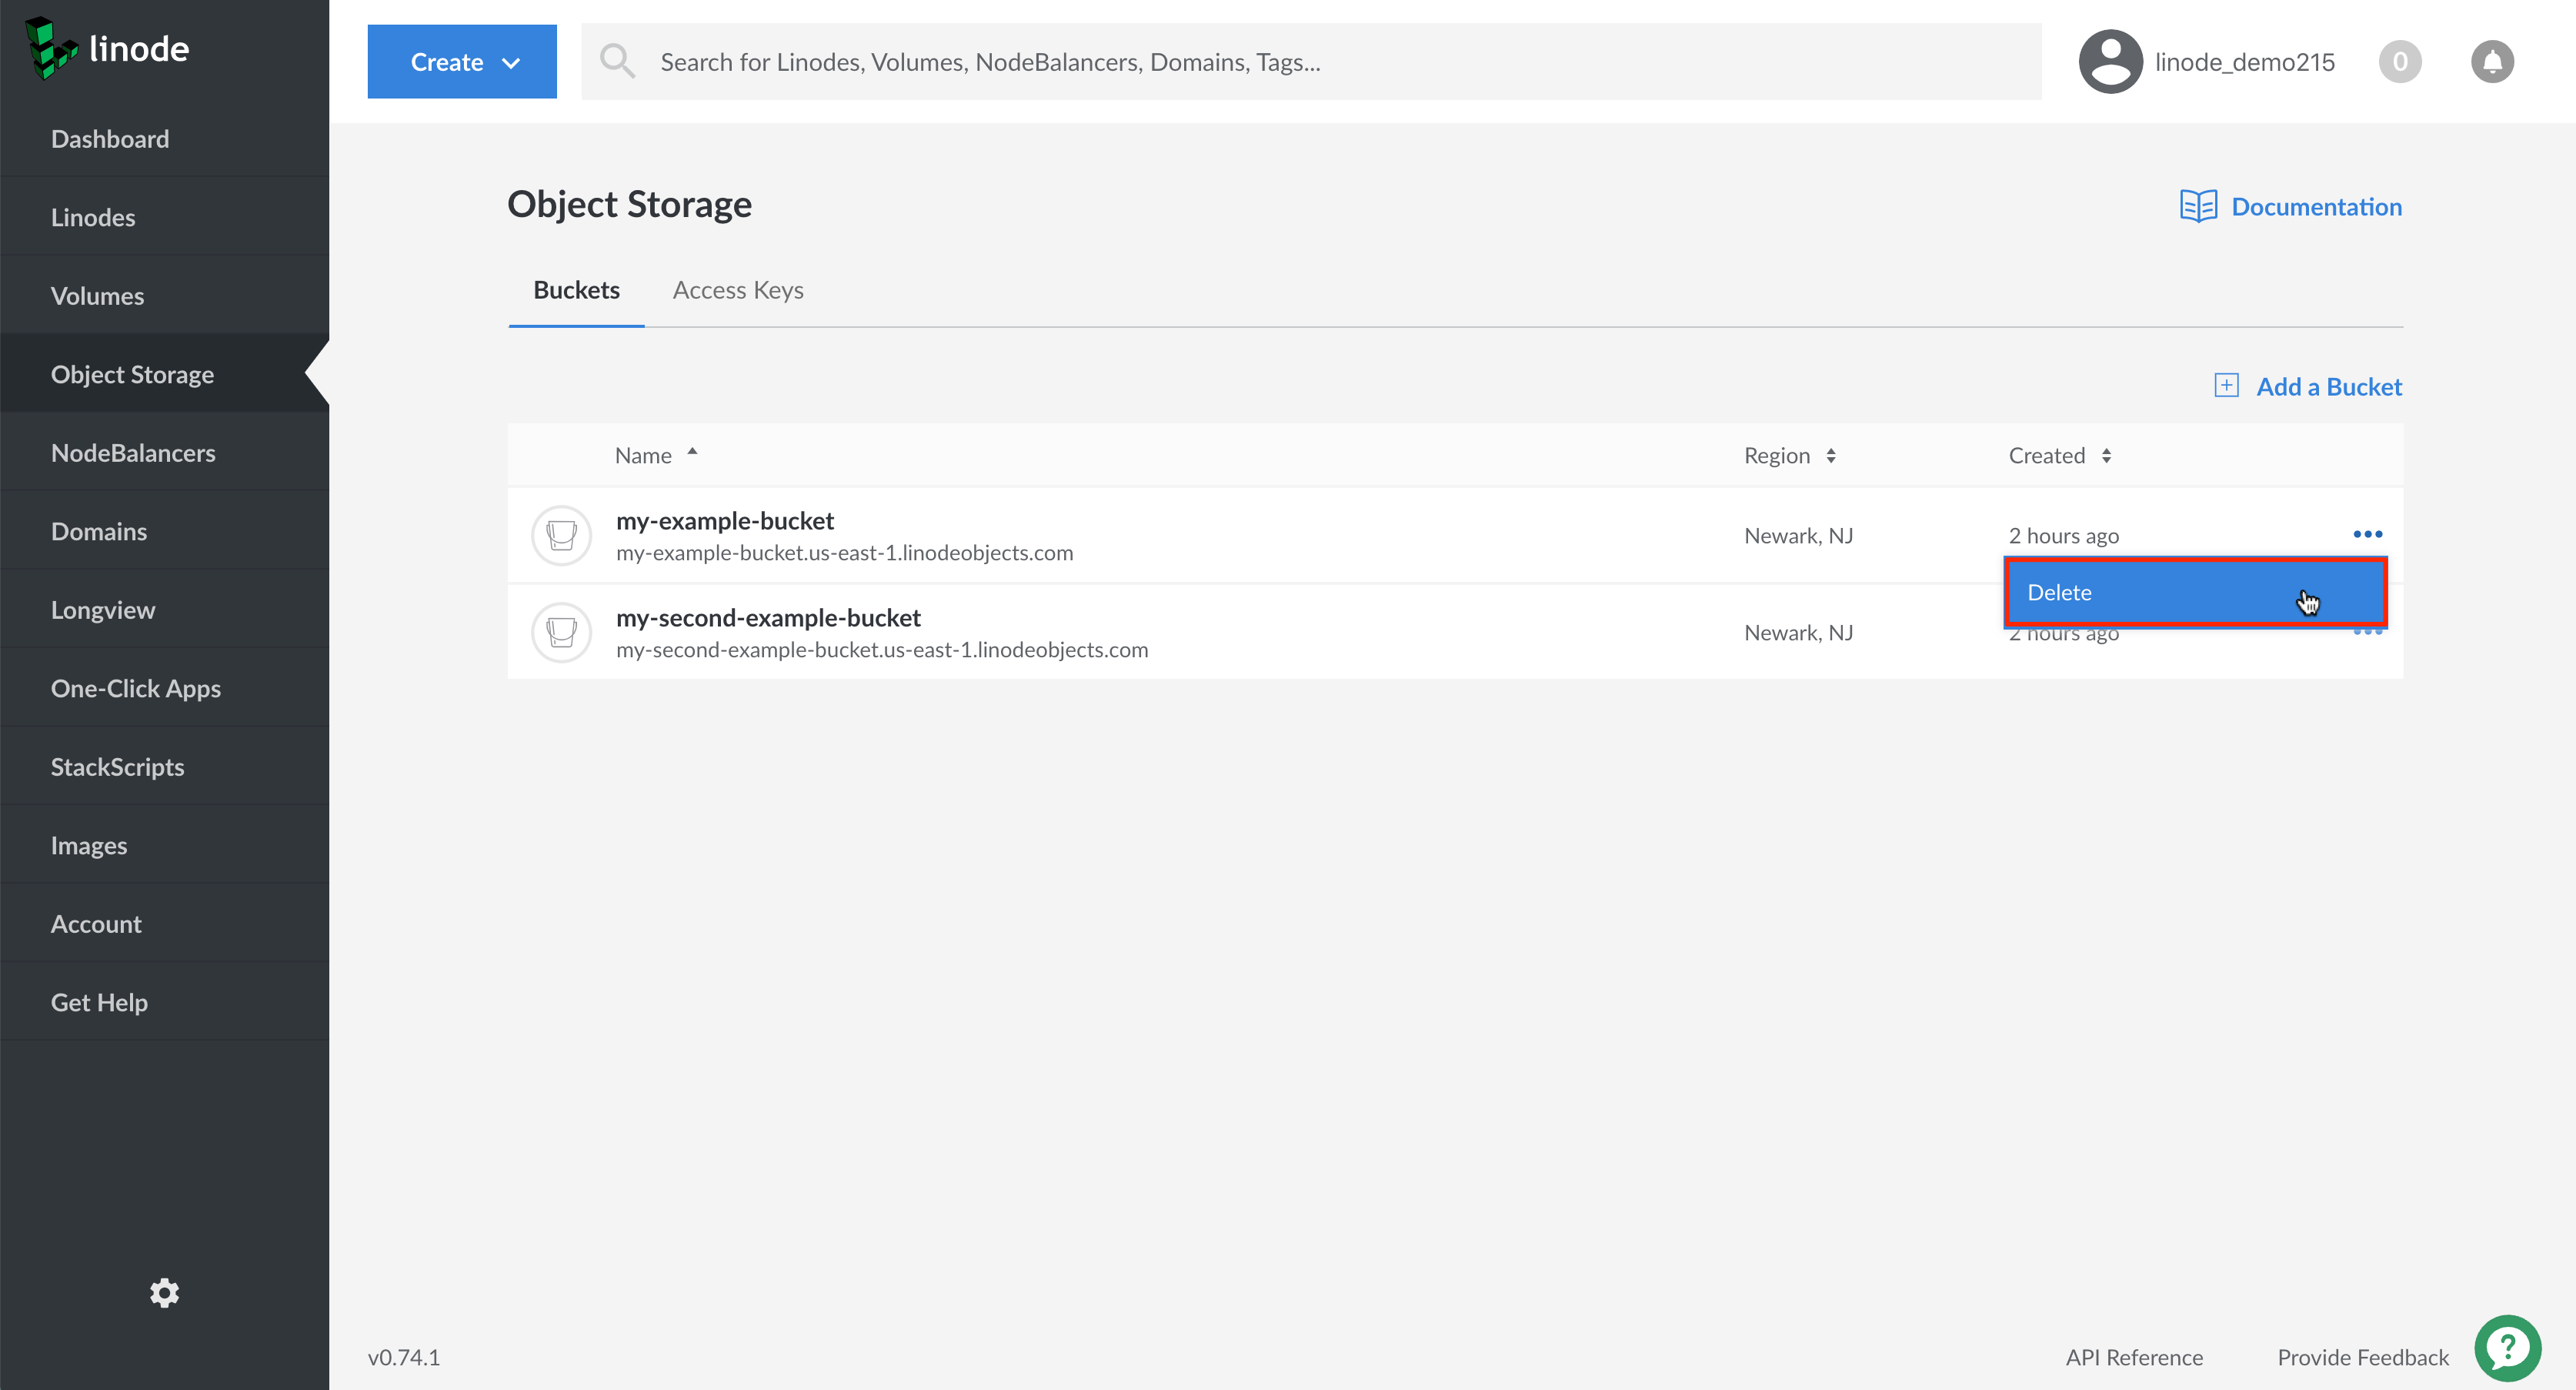 linode
Create
Search for Linodes, Volumes, NodeBalancers, Domains, Tags...
linode_demo215
0
Dashboard
Linodes
Volumes
Object Storage
NodeBalancers
Domains
Longview
One-Click Apps
StackScripts
Images
Account
Get Help
Object Storage
Documentation
Buckets
Access Keys
Add a Bucket
Name
Region
Created
my-example-bucket
my-example-bucket.us-east-1.linodeobjects.com
Newark, NJ
2 hours ago
Delete
my-second-example-bucket
my-second-example-bucket.us-east-1.linodeobjects.com
Newark, NJ
2 hours ago
v0.74.1
API Reference
Provide Feedback
?